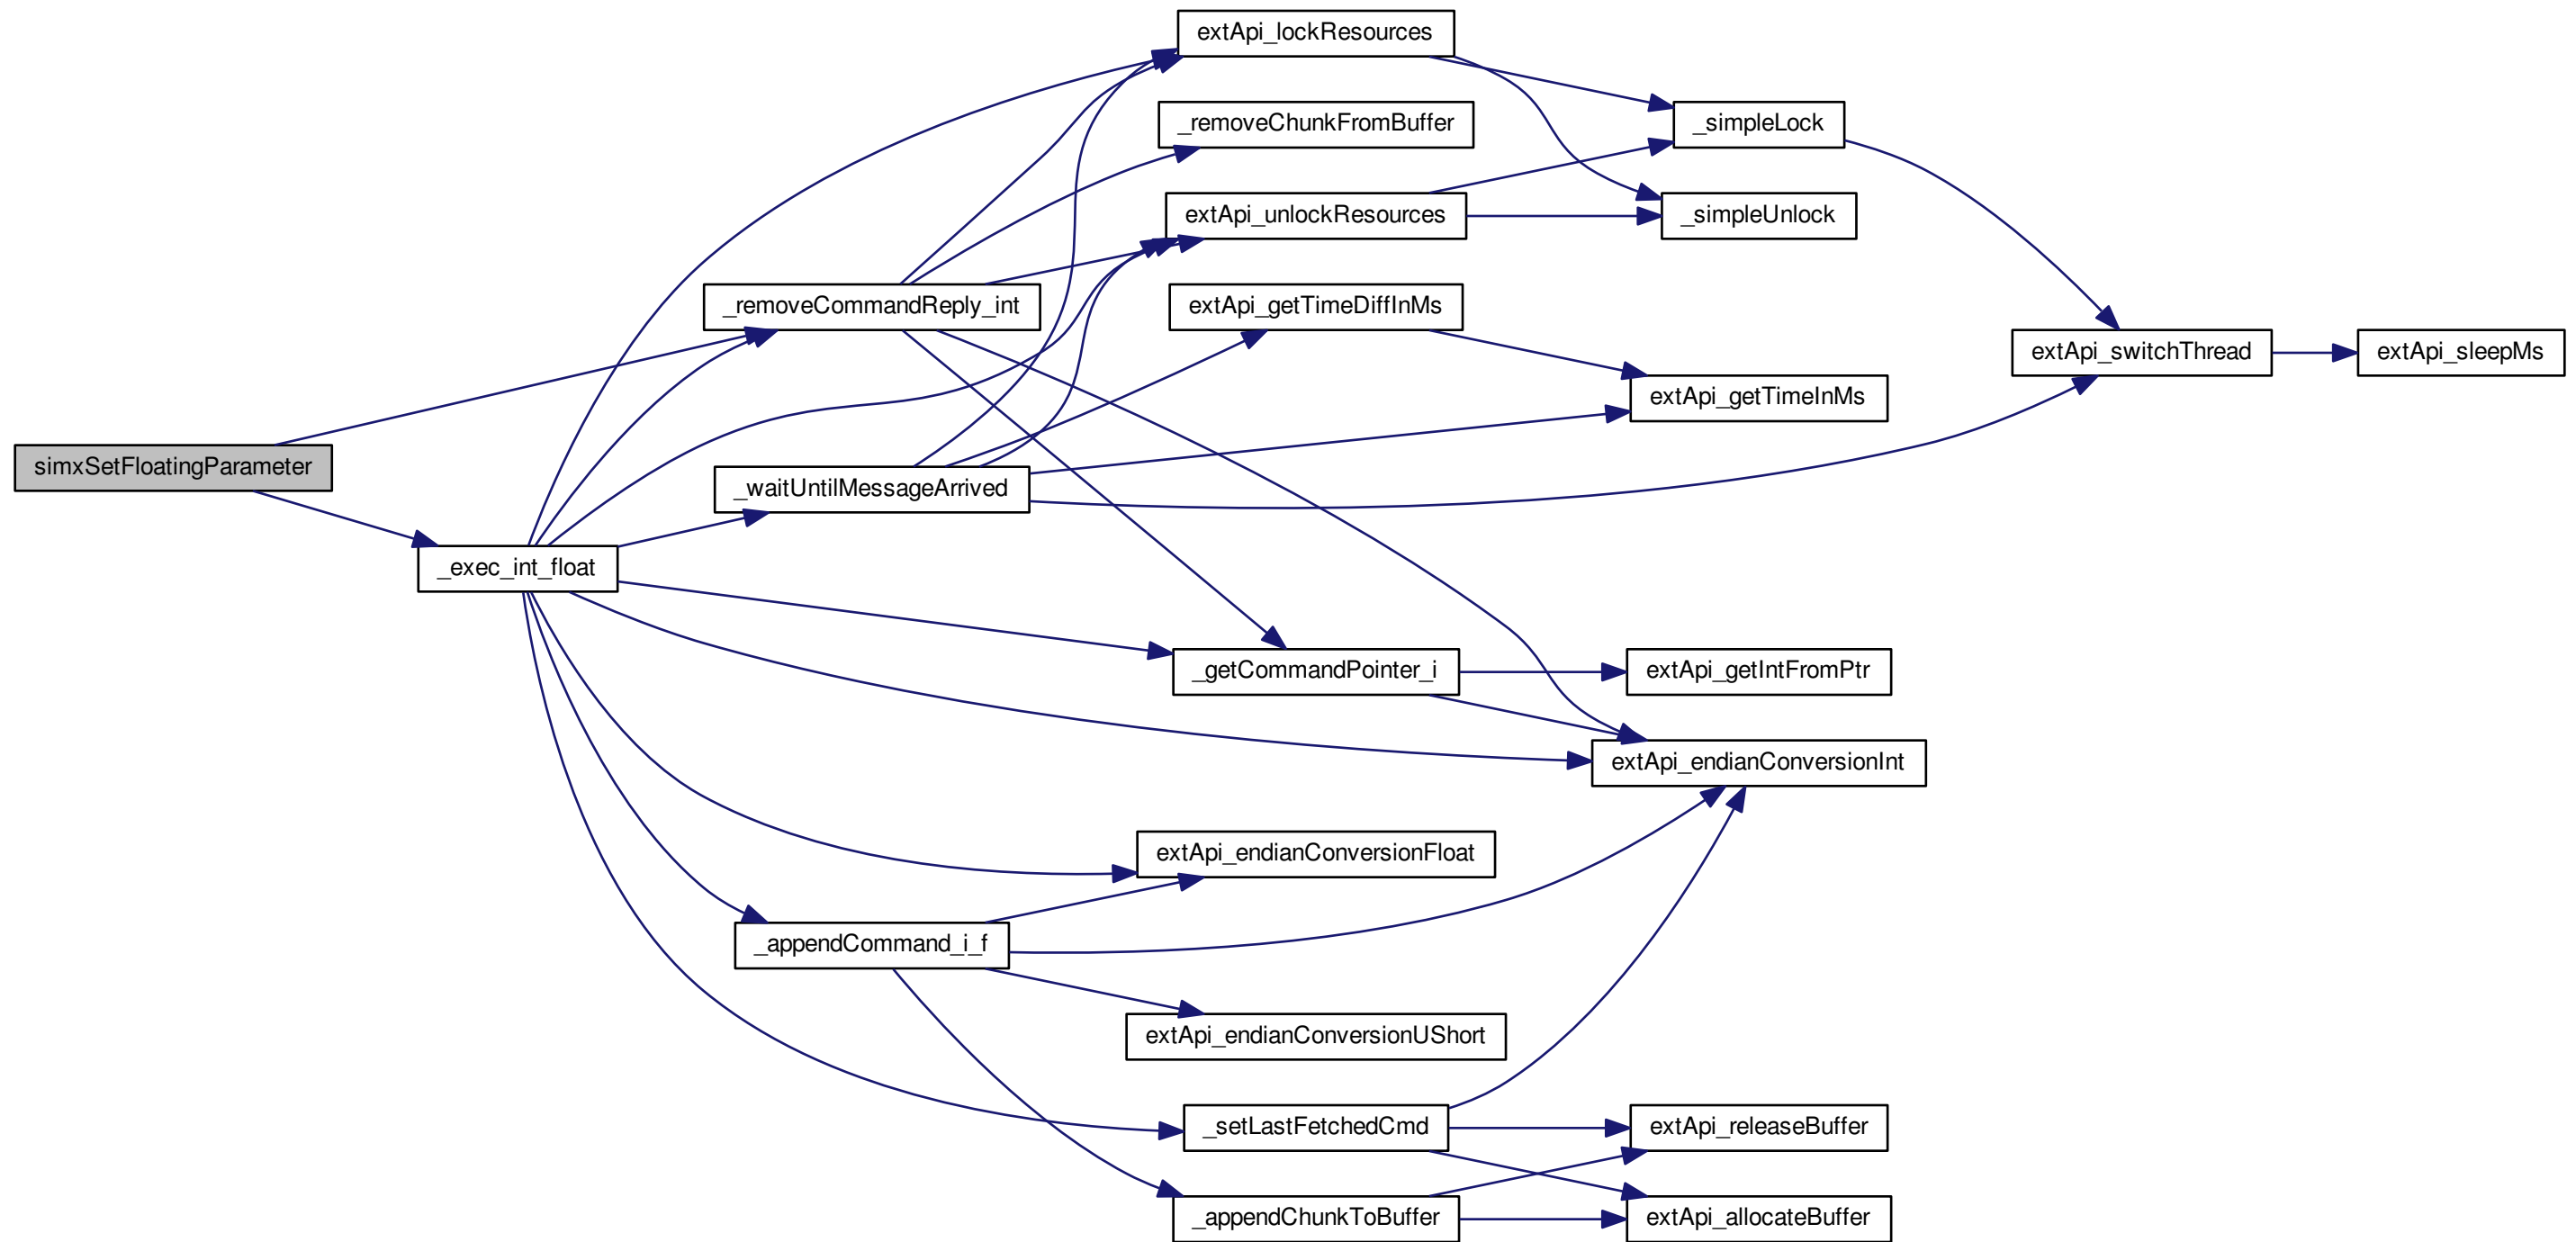 extApi_lockResources
_removeChunkFromBuffer
_simpleLock
extApi_unlockResources
_simpleUnlock
_removeCommandReply_int
extApi_getTimeDiffInMs
extApi_switchThread
extApi_sleepMs
extApi_getTimeInMs
simxSetFloatingParameter
_waitUntilMessageArrived
_exec_int_float
_getCommandPointer_i
extApi_getIntFromPtr
extApi_endianConversionInt
extApi_endianConversionFloat
_appendCommand_i_f
extApi_endianConversionUShort
_setLastFetchedCmd
extApi_releaseBuffer
_appendChunkToBuffer
extApi_allocateBuffer